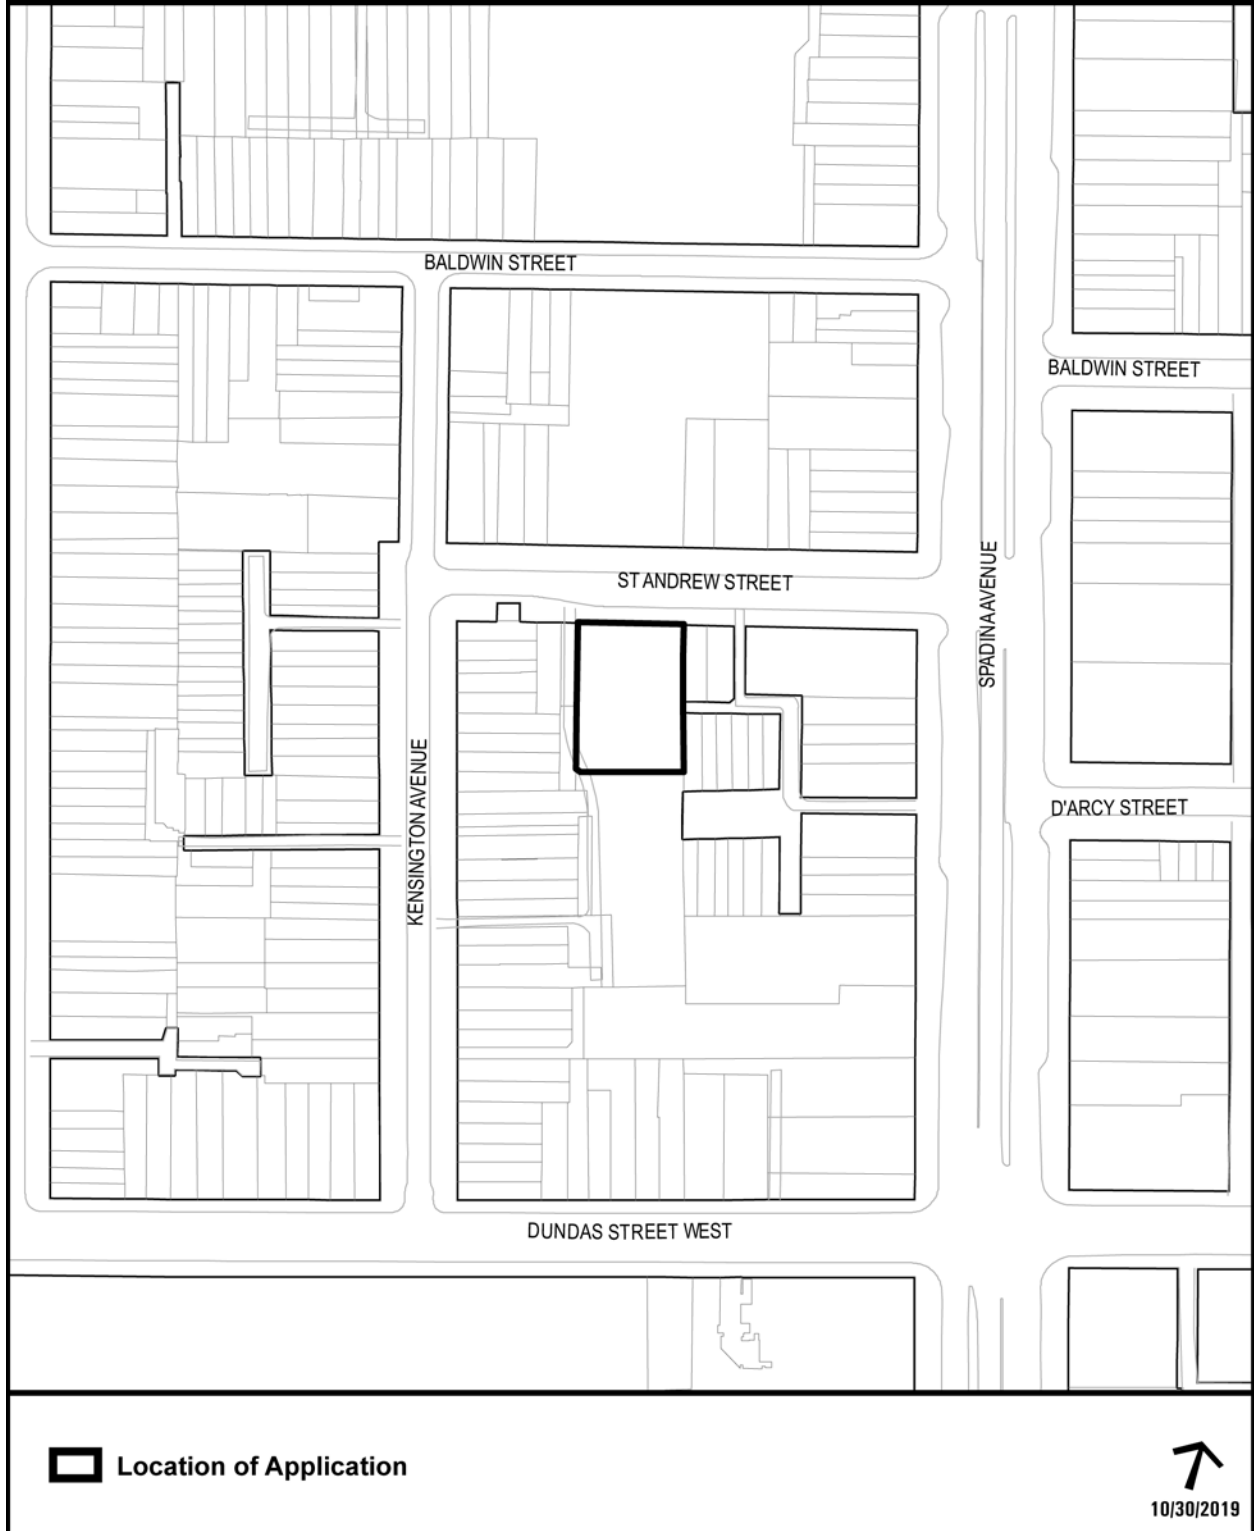 BALDWIN STREET
BALDWIN STREET
ST ANDREW STREET
SPADINA AVENUE
KENSINGTON AVENUE
D'ARCY STREET
DUNDAS STREET WEST
Location of Application
10/30/2019